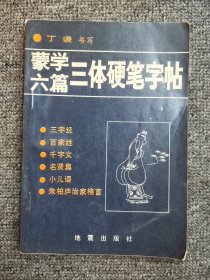 丁谦 书写
蒙学六篇 三体硬笔字帖
三字经
百家姓
千字文
名贤集
小儿语
朱柏庐治家格言
地震出版社